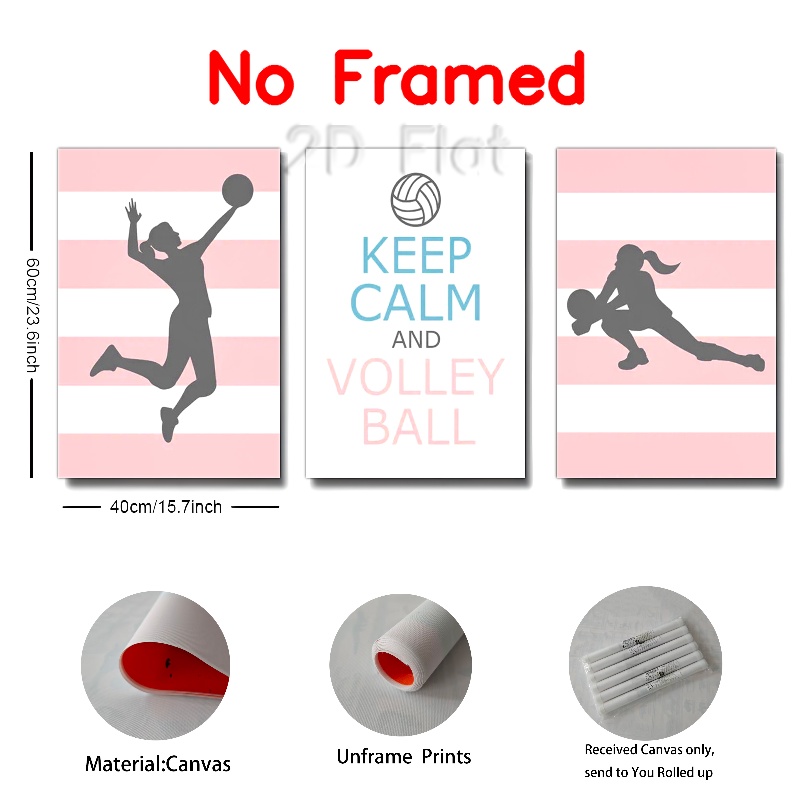 No Framed
2D Flat
60cm/23.6inch
KEEP
CALM
AND
VOLLEY
BALL
40cm/15.7inch
Material:Canvas
Unframe Prints
Received Canvas only,
send to You Rolled up